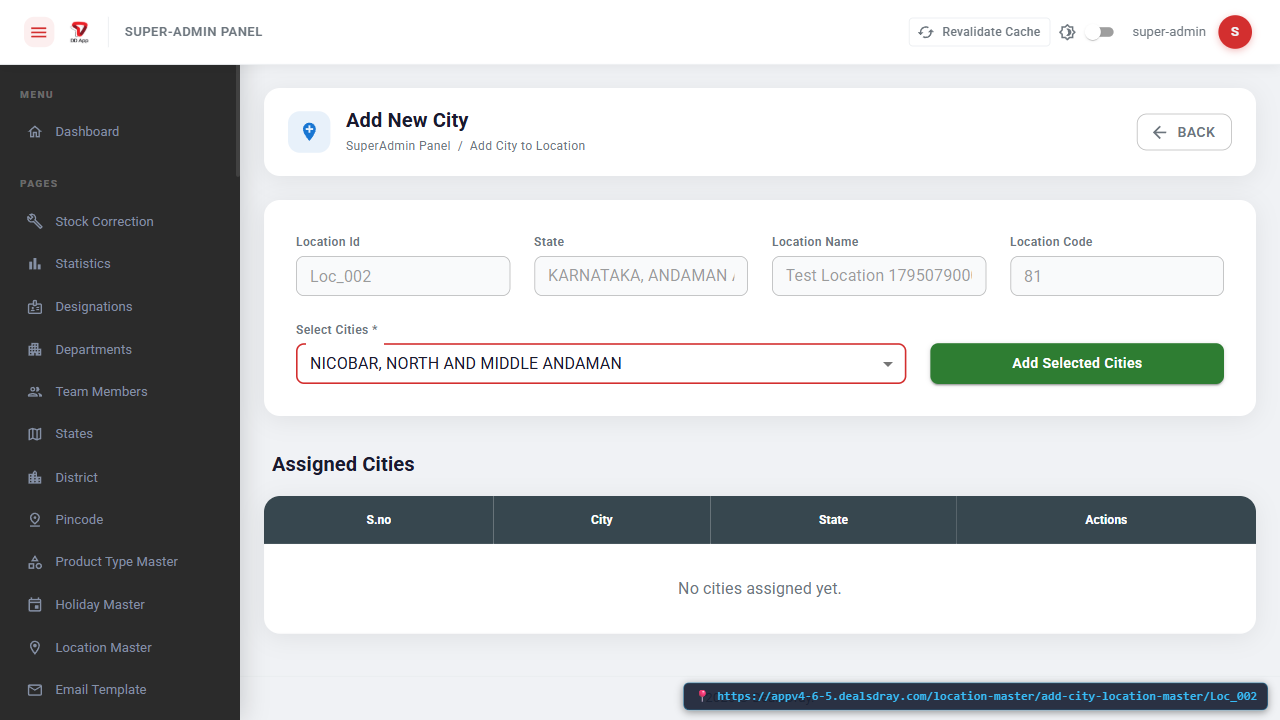 DD App
SUPER-ADMIN PANEL
Revalidate Cache
super-admin
S
MENU
Dashboard
PAGES
Stock Correction
Statistics
Designations
Departments
Team Members
States
District
Pincode
Product Type Master
Holiday Master
Location Master
Email Template
Add New City
SuperAdmin Panel / Add City to Location
BACK
Location Id
State
Location Name
Location Code
Loc_002
KARNATAKA, ANDAMAN
Test Location 1795079000
81
Select Cities *
NICOBAR, NORTH AND MIDDLE ANDAMAN
Add Selected Cities
Assigned Cities
S.no City State Actions
No cities assigned yet.
https://appv4-6-5.dealsdray.com/location-master/add-city-location-master/Loc_002